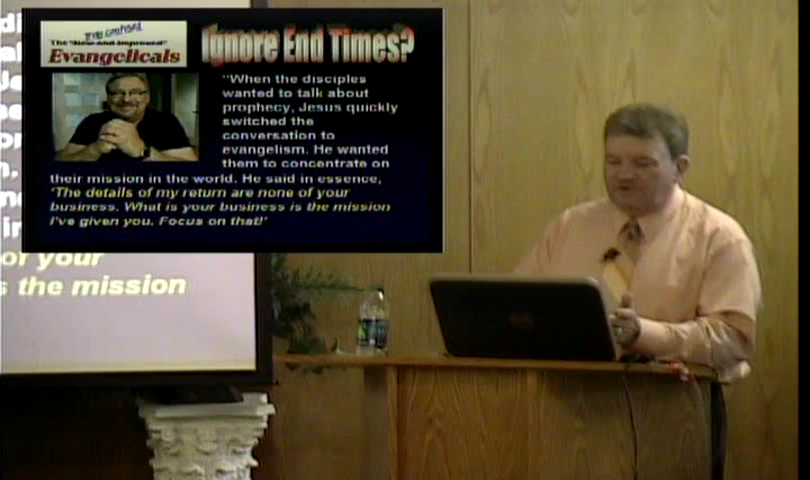 The "New and Improved"
Evangelicals
Ignore End Times?
"When the disciples
wanted to talk about
prophecy, Jesus quickly
switched the
conversation to
evangelism. He wanted
them to concentrate on
their mission in the world. He said in essence,
'The details of my return are none of your
business. What is your business is the mission
I've given you. Focus on that!'
of your
s the mission